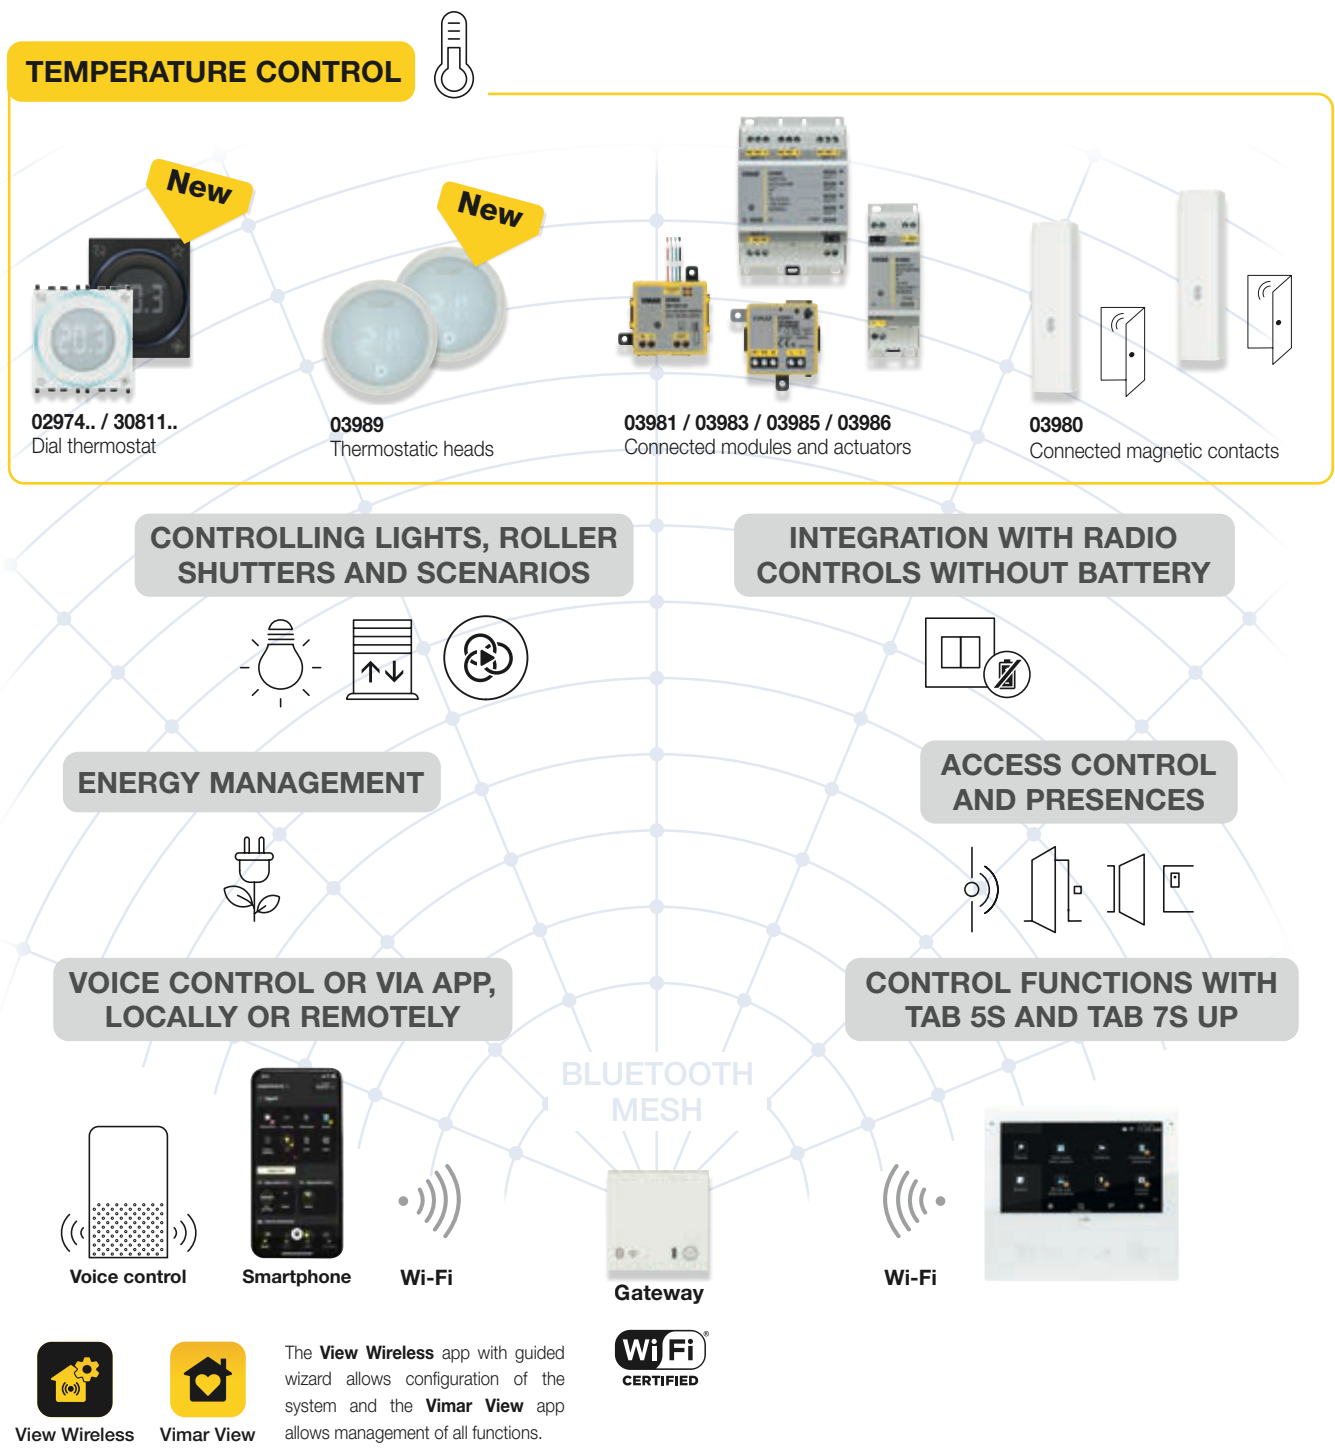 TEMPERATURE CONTROL
New
New
02974.. / 30811..
Dial thermostat
03989
Thermostatic heads
03981 / 03983 / 03985 / 03986
Connected modules and actuators
03980
Connected magnetic contacts
CONTROLLING LIGHTS, ROLLER
SHUTTERS AND SCENARIOS
INTEGRATION WITH RADIO
CONTROLS WITHOUT BATTERY
ENERGY MANAGEMENT
ACCESS CONTROL
AND PRESENCES
VOICE CONTROL OR VIA APP,
LOCALLY OR REMOTELY
CONTROL FUNCTIONS WITH
TAB 5S AND TAB 7S UP
BLUETOOTH
MESH
Voice control
Smartphone
Wi-Fi
Gateway
Wi-Fi
Wi Fi
CERTIFIED
View Wireless
Vimar View
The View Wireless app with guided
wizard allows configuration of the
system and the Vimar View app
allows management of all functions.